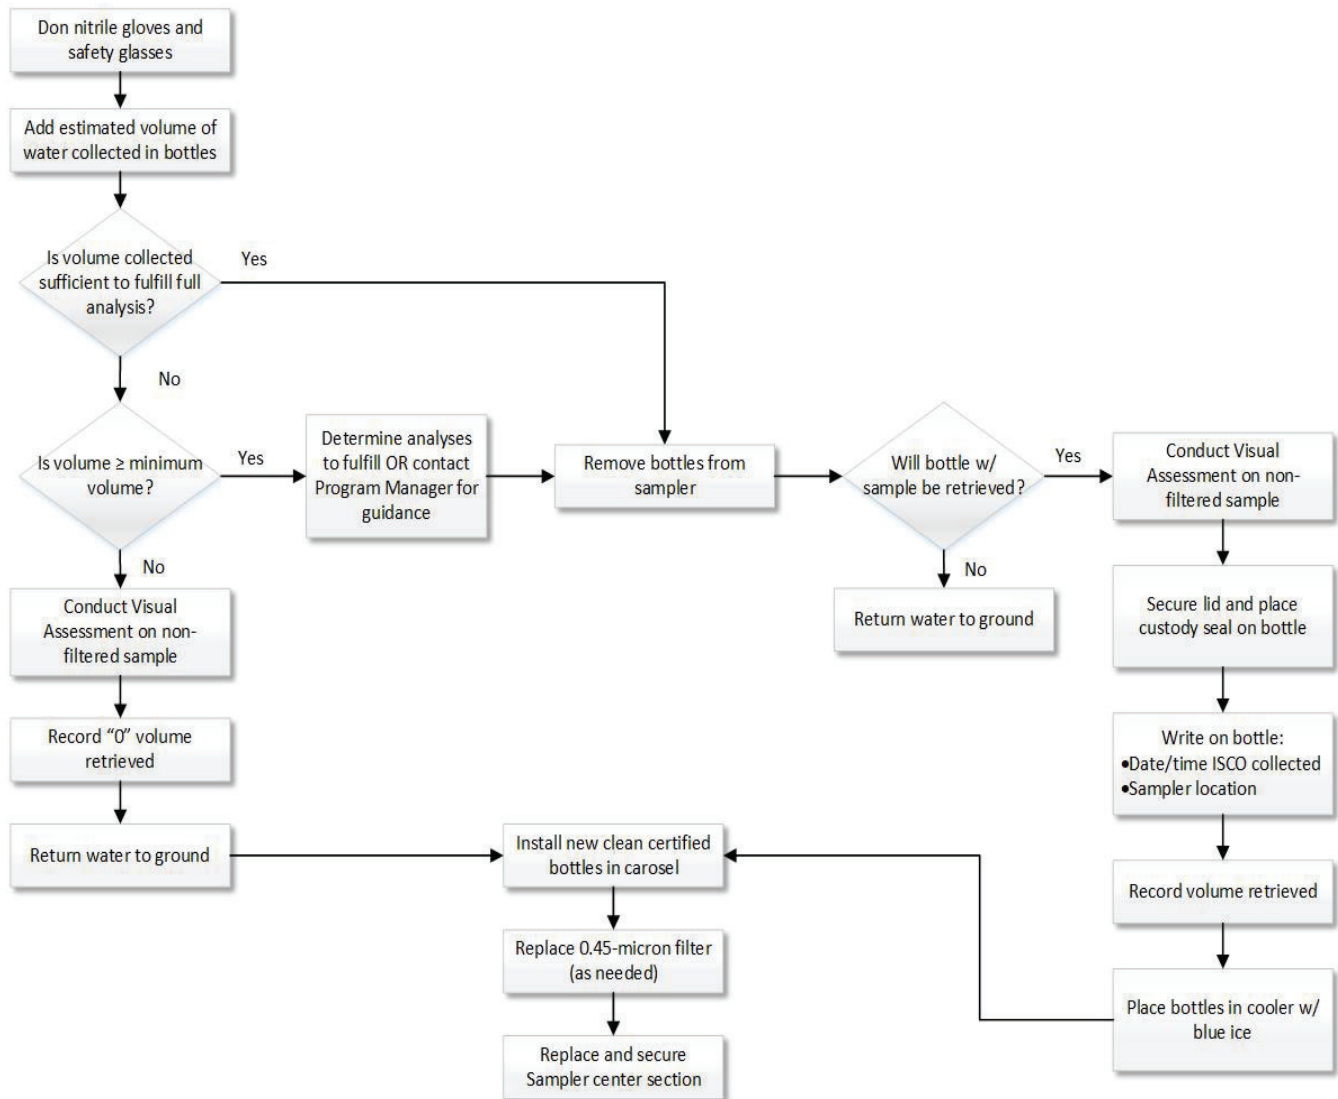 Don nitrile gloves and
safety glasses
Add estimated volume of
water collected in bottles
Is volume collected
sufficient to fulfill full
analysis?
Yes
No
Is volume ≥ minimum
volume?
Yes
Determine analyses
to fulfill OR contact
Program Manager for
guidance
Remove bottles from
sampler
Will bottle w/
sample be retrieved?
Yes
No
Return water to ground
Conduct Visual
Assessment on non-
filtered sample
Secure lid and place
custody seal on bottle
Write on bottle:
•Date/time ISCO collected
•Sampler location
Record volume retrieved
Place bottles in cooler w/
blue ice
No
Conduct Visual
Assessment on non-
filtered sample
Record “0” volume
retrieved
Return water to ground
Install new clean certified
bottles in carosel
Replace 0.45-micron filter
(as needed)
Replace and secure
Sampler center section